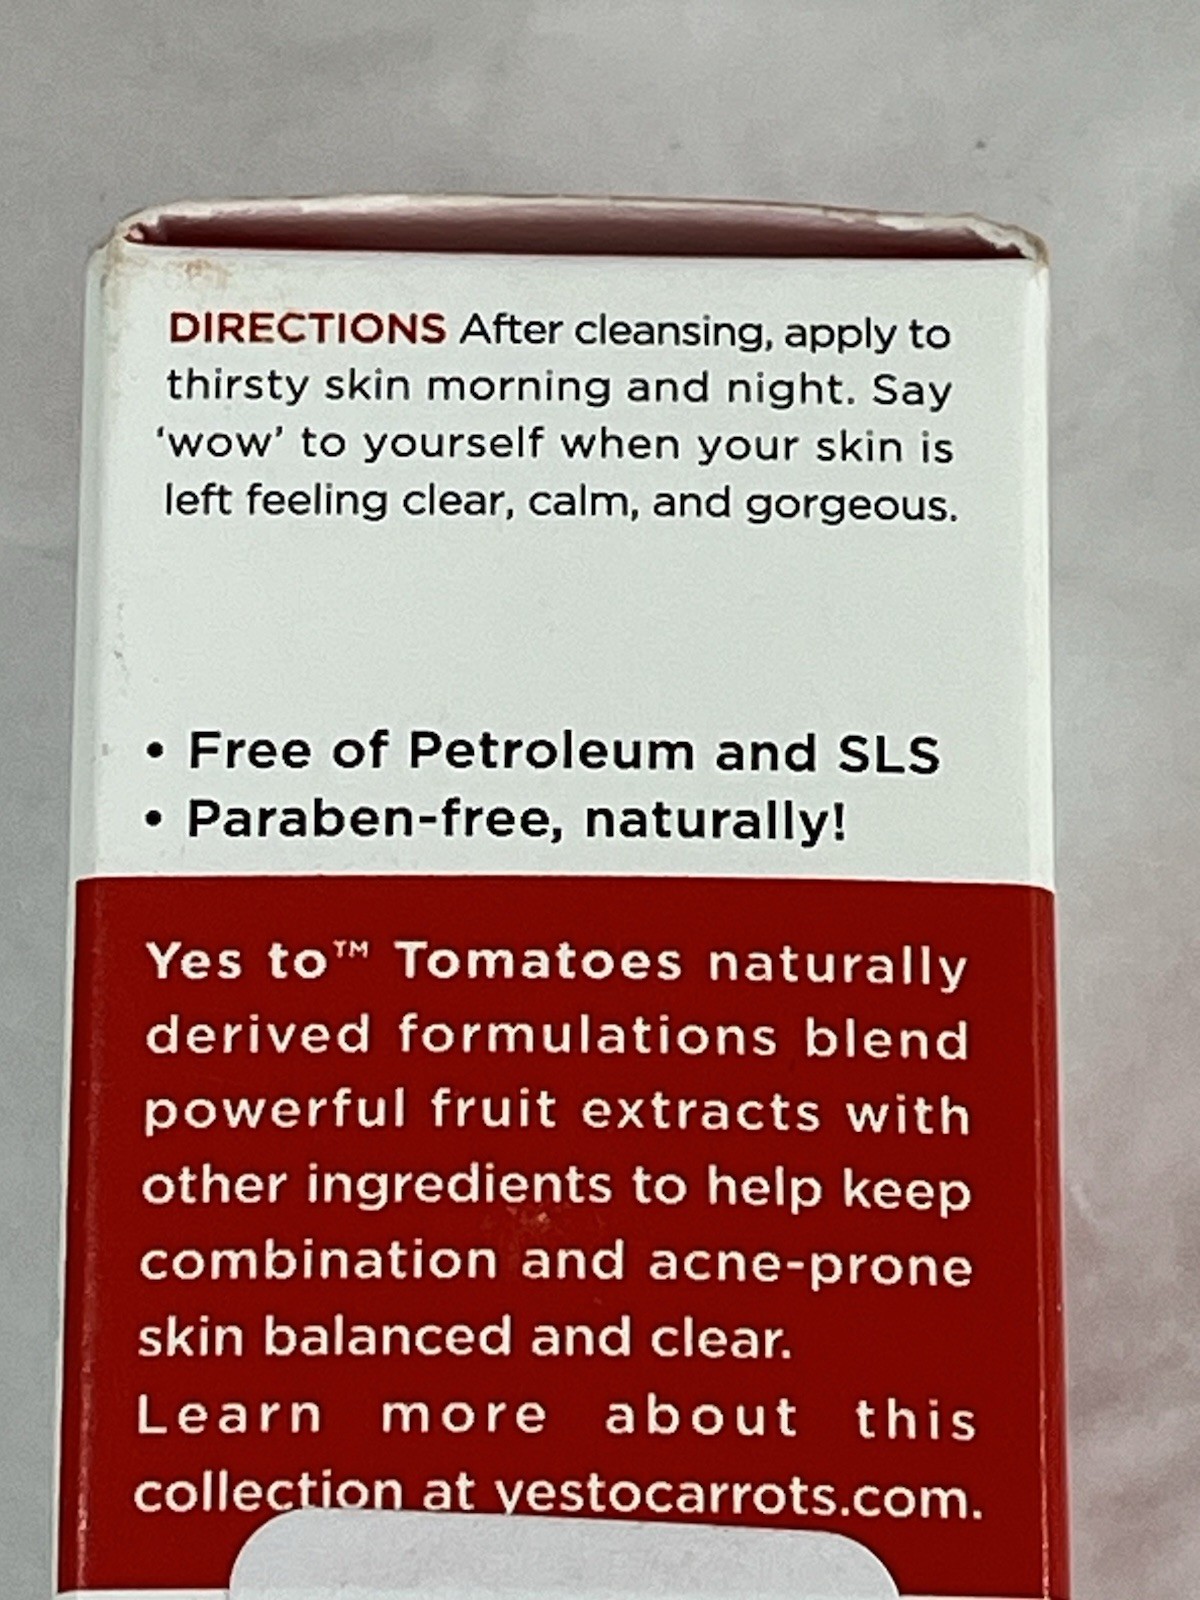 DIRECTIONS After cleansing, apply to
thirsty skin morning and night. Say
‘wow’ to yourself when your skin is
left feeling clear, calm, and gorgeous.
• Free of Petroleum and SLS
• Paraben-free, naturally!
Yes to™ Tomatoes naturally
derived formulations blend
powerful fruit extracts with
other ingredients to help keep
combination and acne-prone
skin balanced and clear.
Learn more about this
collection at yestocarrots.com.